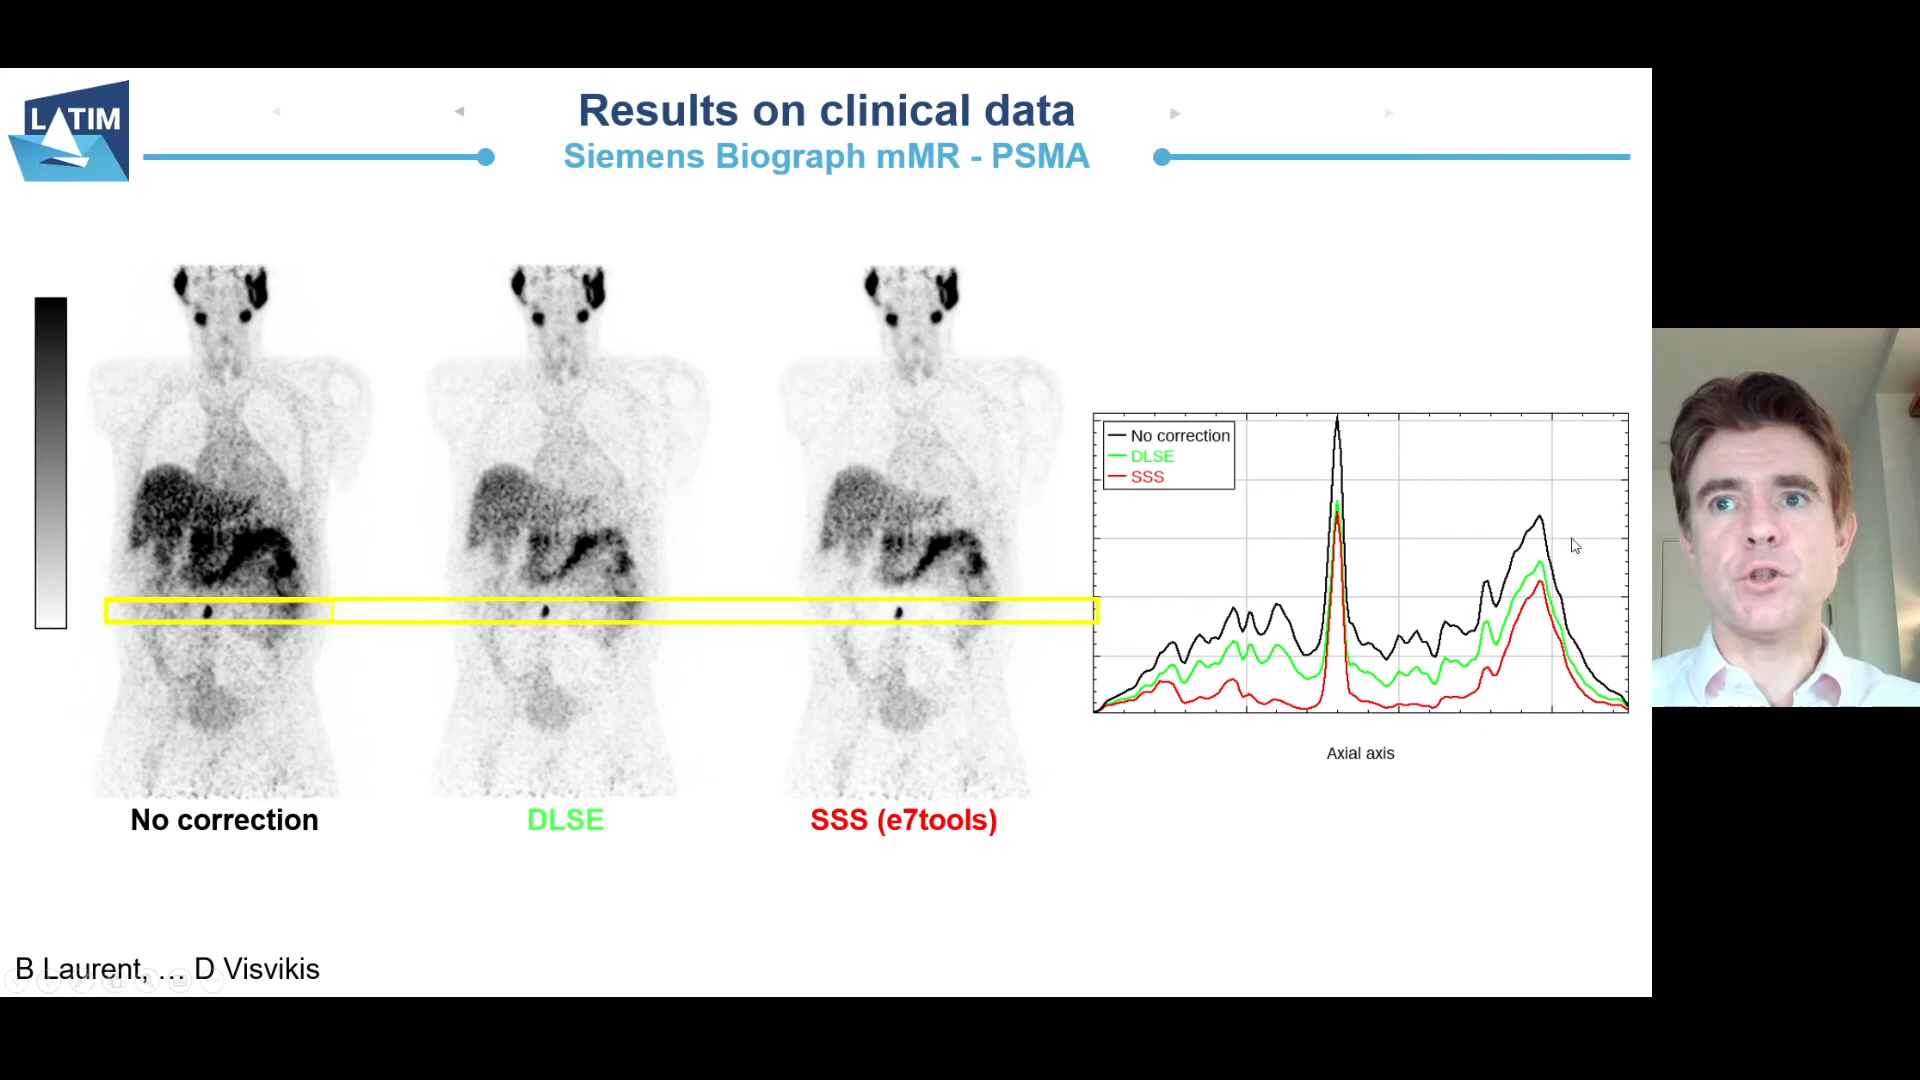 LATIM
Results on clinical data
Siemens Biograph mMR - PSMA
No correction
DLSE
SSS
Axial axis
No correction
DLSE
SSS (e7tools)
B Laurent, … D Visvikis